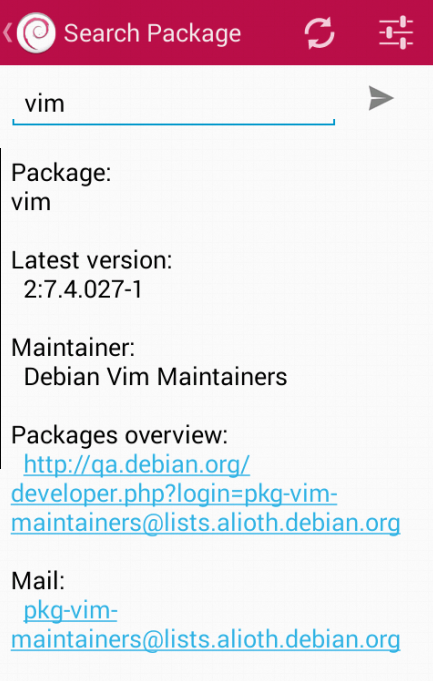 Search Package
vim
Package:
vim
Latest version:
2:7.4.027-1
Maintainer:
Debian Vim Maintainers
Packages overview:
http://qa.debian.org/
developer.php?login=pkg-vim-
maintainers@lists.alioth.debian.org
Mail:
pkg-vim-
maintainers@lists.alioth.debian.org